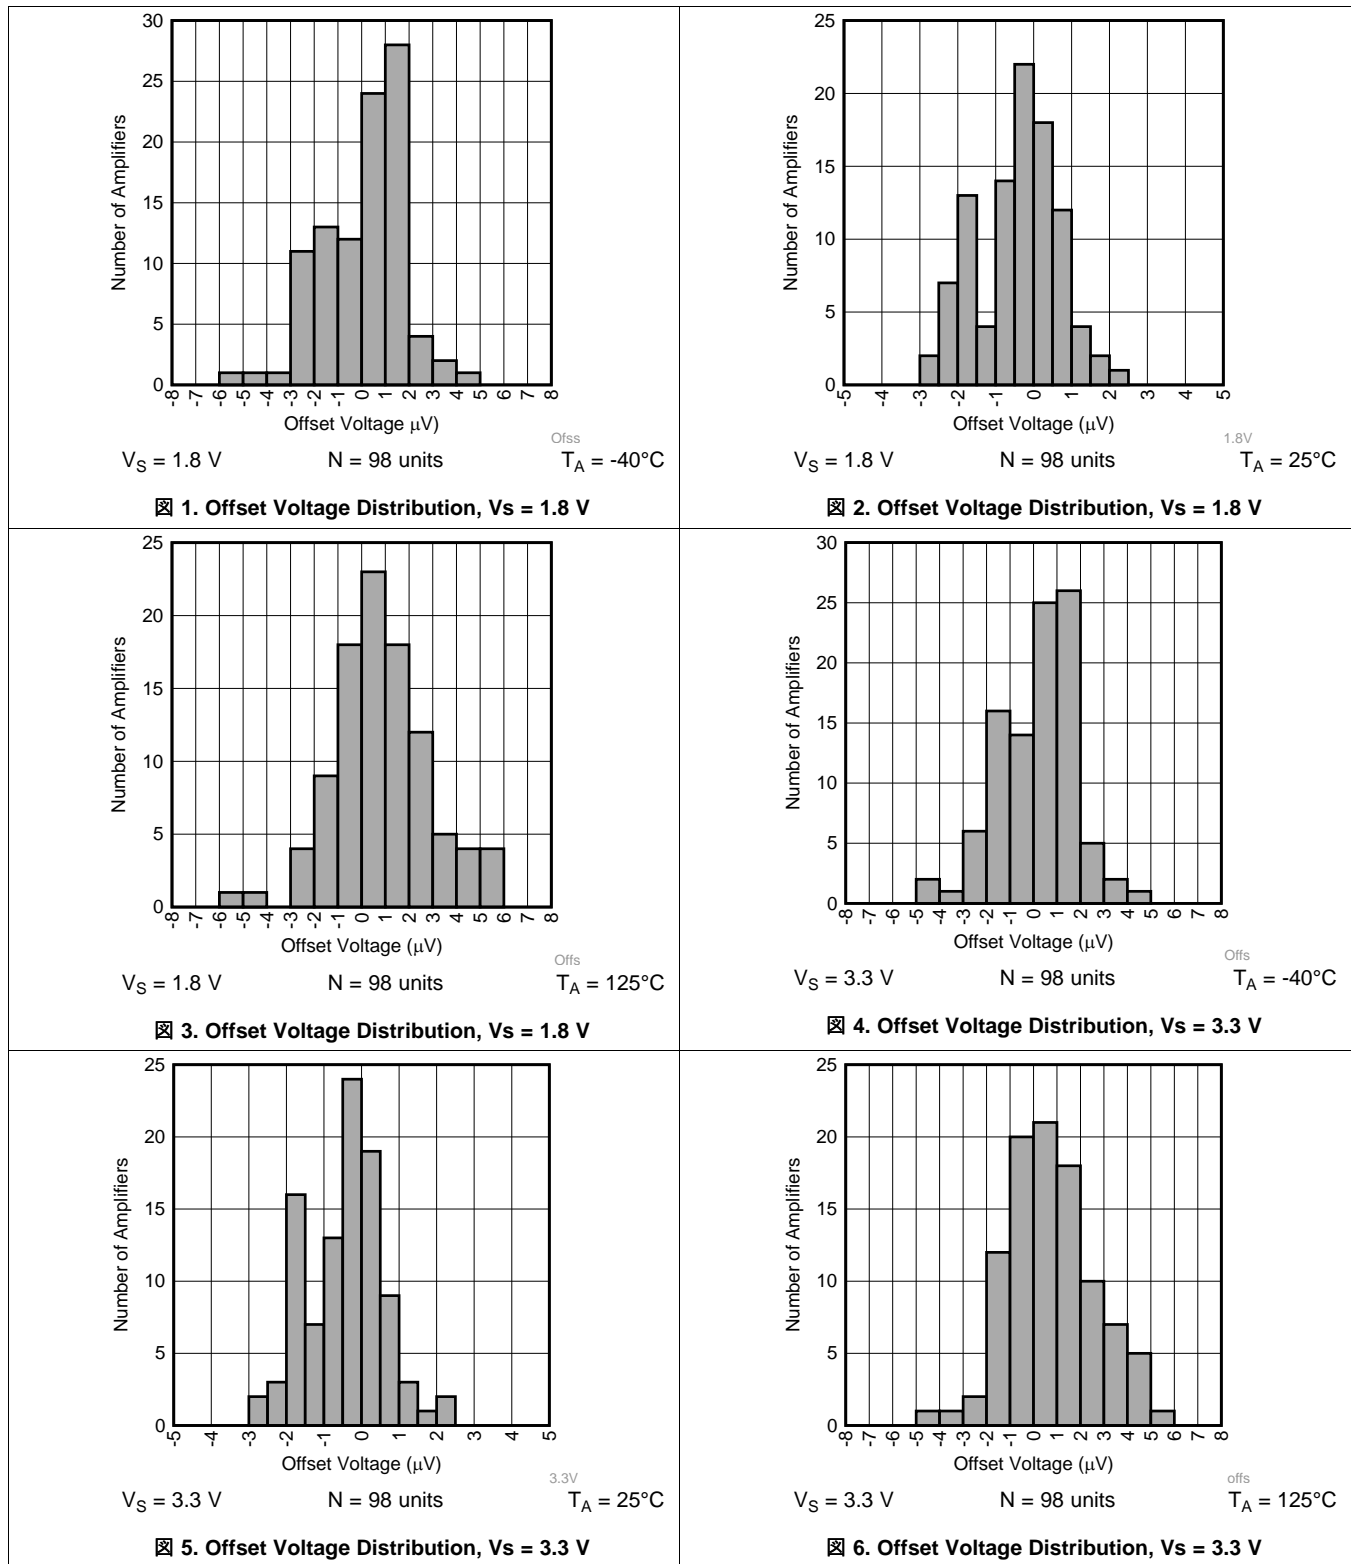 30
25
20
15
10
5
0
Number of Amplifiers
-8 -7 -6 -5 -4 -3 -2 -1 0 1 2 3 4 5 6 7 8
Offset Voltage μV)
Ofss
VS = 1.8 V N = 98 units TA = -40°C
図 1. Offset Voltage Distribution, Vs = 1.8 V
25
20
15
10
5
0
Number of Amplifiers
-5 -4 -3 -2 -1 0 1 2 3 4 5
Offset Voltage (μV)
1.8V
VS = 1.8 V N = 98 units TA = 25°C
図 2. Offset Voltage Distribution, Vs = 1.8 V
25
20
15
10
5
0
Number of Amplifiers
-8 -7 -6 -5 -4 -3 -2 -1 0 1 2 3 4 5 6 7 8
Offset Voltage (μV)
Offs
VS = 1.8 V N = 98 units TA = 125°C
図 3. Offset Voltage Distribution, Vs = 1.8 V
30
25
20
15
10
5
0
Number of Amplifiers
-8 -7 -6 -5 -4 -3 -2 -1 0 1 2 3 4 5 6 7 8
Offset Voltage (μV)
Offs
VS = 3.3 V N = 98 units TA = -40°C
図 4. Offset Voltage Distribution, Vs = 3.3 V
25
20
15
10
5
0
Number of Amplifiers
-5 -4 -3 -2 -1 0 1 2 3 4 5
Offset Voltage (μV)
3.3V
VS = 3.3 V N = 98 units TA = 25°C
図 5. Offset Voltage Distribution, Vs = 3.3 V
25
20
15
10
5
0
Number of Amplifiers
-8 -7 -6 -5 -4 -3 -2 -1 0 1 2 3 4 5 6 7 8
Offset Voltage (μV)
offs
VS = 3.3 V N = 98 units TA = 125°C
図 6. Offset Voltage Distribution, Vs = 3.3 V